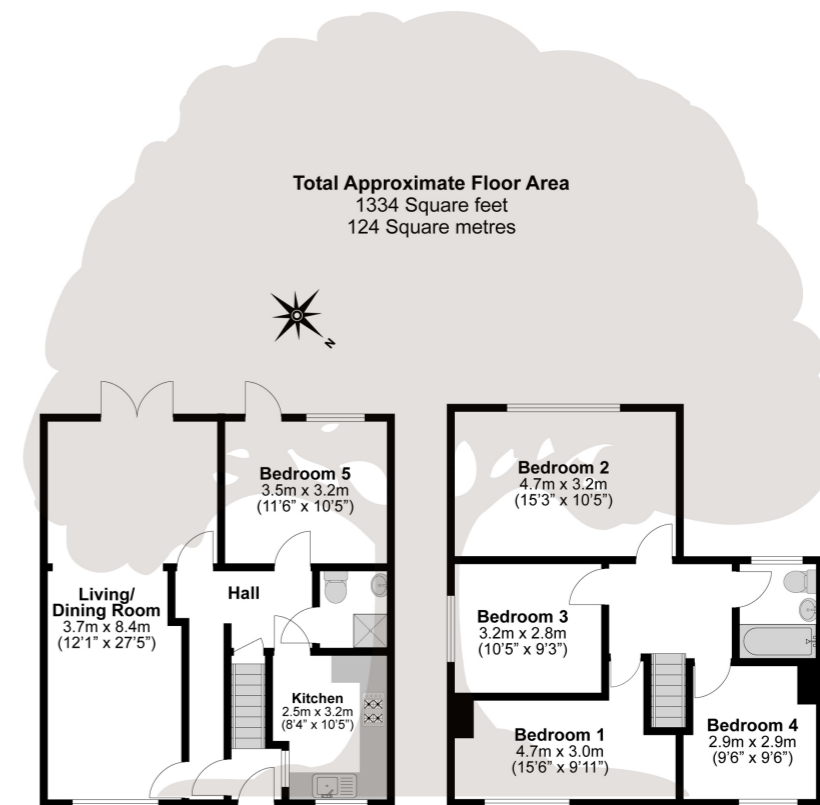 Total Approximate Floor Area
1334 Square feet
124 Square metres
N
Bedroom 5
3.5m x 3.2m
(11'6” x 10'5”)
Living/
Dining Room
3.7m x 8.4m
(12'1” x 27'5”)
Hall
Kitchen
2.5m x 3.2m
(8'4” x 10'5”)
Bedroom 2
4.7m x 3.2m
(15'3” x 10'5”)
Bedroom 3
3.2m x 2.8m
(10'5” x 9'3”)
Bedroom 1
4.7m x 3.0m
(15'6” x 9'11”)
Bedroom 4
2.9m x 2.9m
(9'6” x 9'6”)